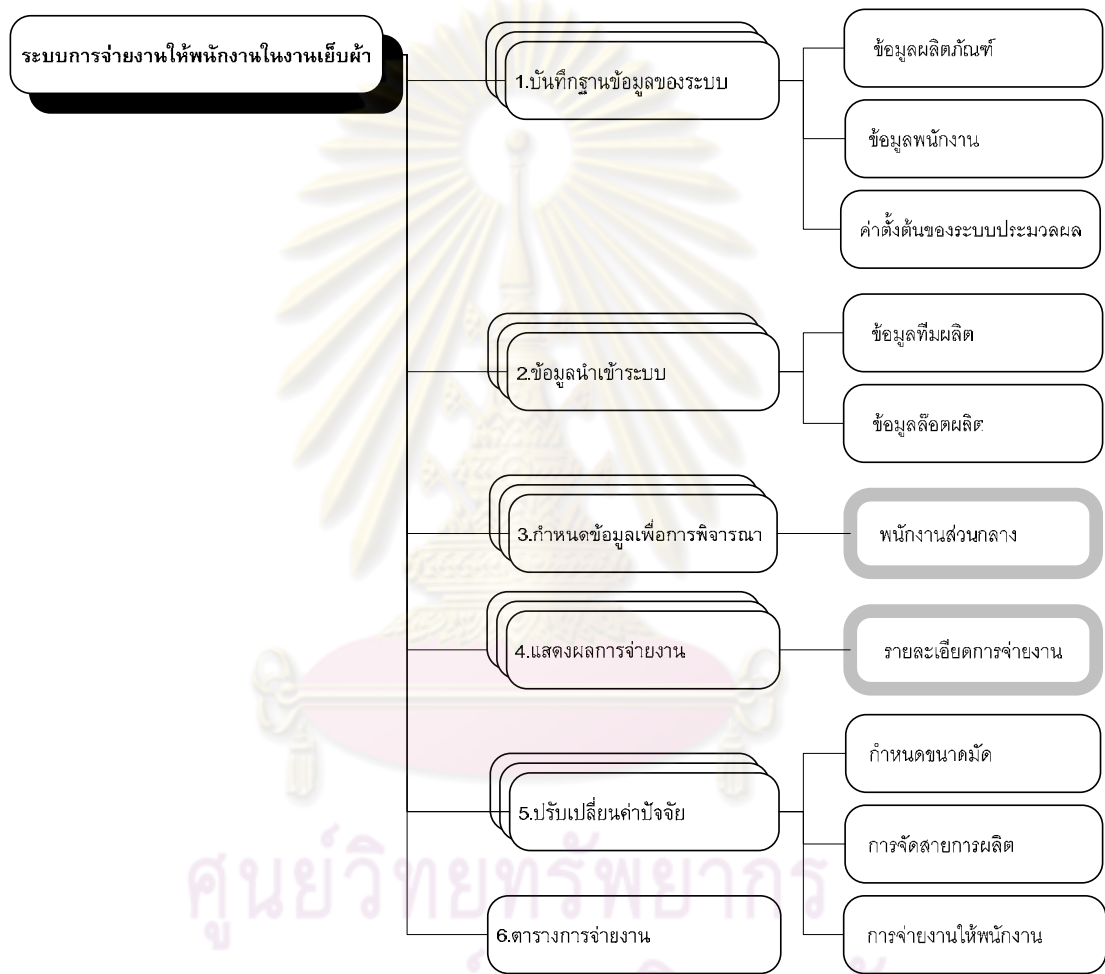 ระบบการจ่ายงานให้พนักงานในงานเย็บผ้า
1.บันทึกฐานข้อมูลของระบบ
ข้อมูลผลิตภัณฑ์
ข้อมูลพนักงาน
ค่าตั้งต้นของระบบประมวลผล
2.ข้อมูลนำเข้าระบบ
ข้อมูลทีมผลิต
ข้อมูลล๊อตผลิต
3.กำหนดข้อมูลเพื่อการพิจารณา
พนักงานส่วนกลาง
4.แสดงผลการจ่ายงาน
รายละเอียดการจ่ายงาน
5.ปรับเปลี่ยนค่าปัจจัย
กำหนดขนาดมัด
การจัดสายการผลิต
การจ่ายงานให้พนักงาน
6.ตารางการจ่ายงาน
ศูนย์วิทยทรัพยากร